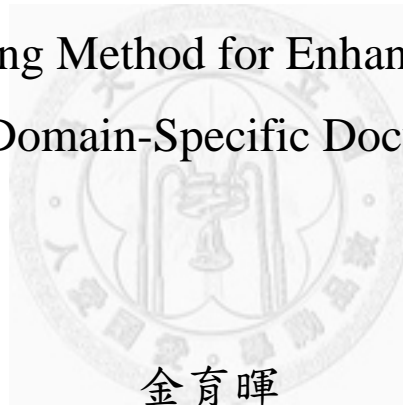 ng Method for Enhan
Domain-Specific Doc
金育暉